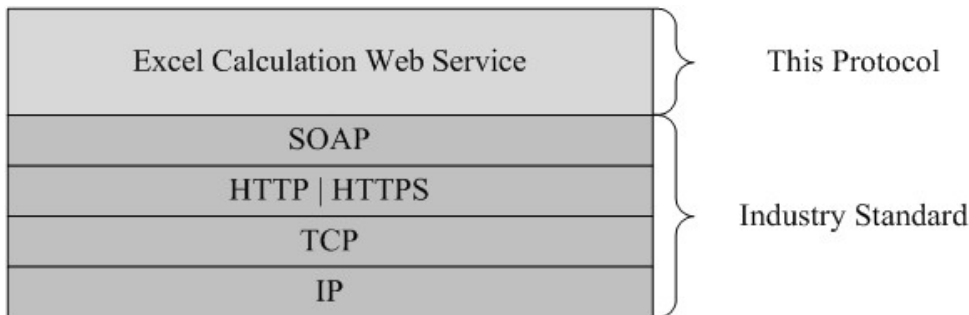 Excel Calculation Web Service
This Protocol
SOAP
HTTP | HTTPS
TCP
IP
Industry Standard